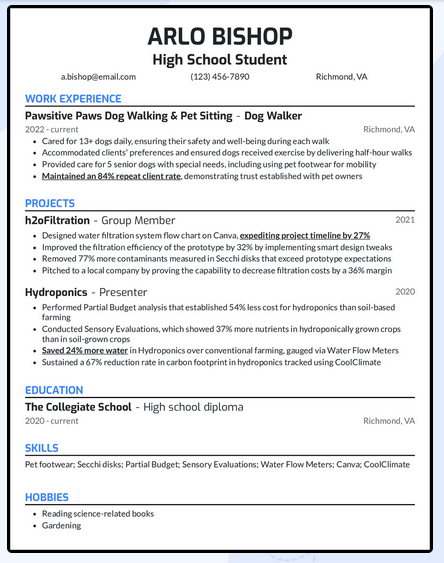 ARLO BISHOP
High School Student
a.bishop@email.com (123) 456-7890 Richmond, VA
WORK EXPERIENCE
Pawsitive Paws Dog Walking & Pet Sitting - Dog Walker
2022 - current Richmond, VA
• Cared for 13+ dogs daily, ensuring their safety and well-being during each walk
• Accommodated clients' preferences and ensured dogs received exercise by delivering half-hour walks
• Provided care for 5 senior dogs with special needs, including using pet footwear for mobility
• Maintained an 84% repeat client rate, demonstrating trust established with pet owners
PROJECTS
h2oFiltration - Group Member 2021
• Designed water filtration system flow chart on Canva, expediting project timeline by 27%
• Improved the filtration efficiency of the prototype by 32% by implementing smart design tweaks
• Removed 77% more contaminants measured in Secchi disks that exceed prototype expectations
• Pitched to a local company by proving the capability to decrease filtration costs by a 36% margin
Hydroponics - Presenter 2020
• Performed Partial Budget analysis that established 54% less cost for hydroponics than soil-based
farming
• Conducted Sensory Evaluations, which showed 37% more nutrients in hydroponically grown crops
than in soil-grown crops
• Saved 24% more water in Hydroponics over conventional farming, gauged via Water Flow Meters
• Sustained a 67% reduction rate in carbon footprint in hydroponics tracked using CoolClimate
EDUCATION
The Collegiate School - High school diploma
2020 - current Richmond, VA
SKILLS
Pet footwear; Secchi disks; Partial Budget; Sensory Evaluations; Water Flow Meters; Canva; CoolClimate
HOBBIES
• Reading science-related books
• Gardening